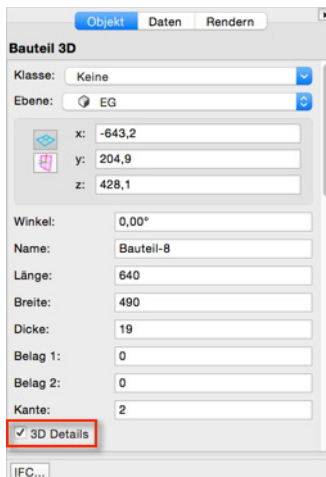 Objekt Daten Rendern
Bauteil 3D
Klasse: Keine
Ebene: EG
x: -643,2
y: 204,9
z: 428,1
Winkel: 0,00°
Name: Bauteil-8
Länge: 640
Breite: 490
Dicke: 19
Belag 1: 0
Belag 2: 0
Kante: 2
3D Details
IFC...